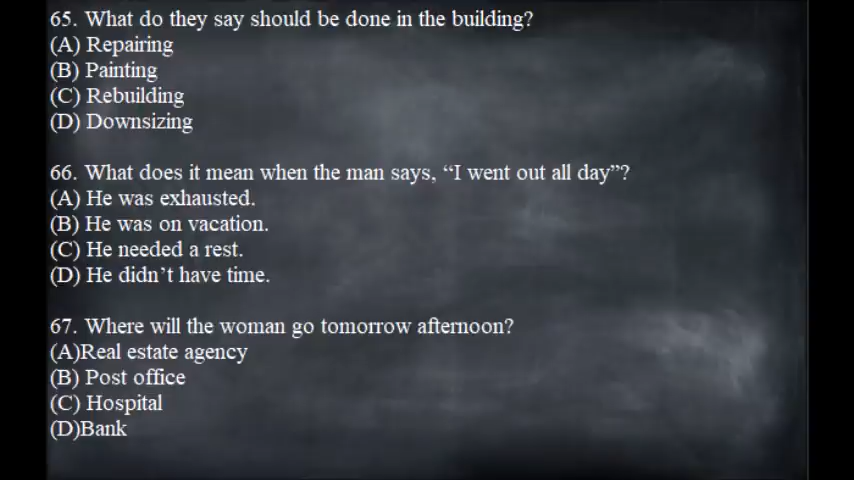 65. What do they say should be done in the building?
(A) Repairing
(B) Painting
(C) Rebuilding
(D) Downsizing
66. What does it mean when the man says, “I went out all day”?
(A) He was exhausted.
(B) He was on vacation.
(C) He needed a rest.
(D) He didn’t have time.
67. Where will the woman go tomorrow afternoon?
(A)Real estate agency
(B) Post office
(C) Hospital
(D)Bank